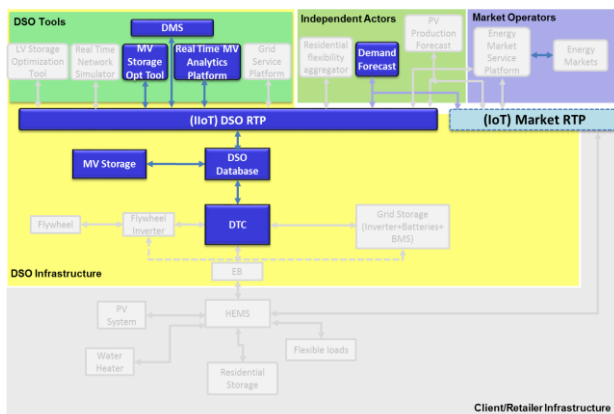 DSO Tools
DMS
LV Storage
Optimization
Tool
Real Time
Network
Simulator
MV
Storage
Opt Tool
Real Time MV
Analytics
Platform
Grid
Service
Platform
Independent Actors
Residential
flexibility
aggregator
Demand
Forecast
PV
Production
Forecast
Market Operators
Energy
Market
Service
Platform
Energy
Markets
(IIoT) DSO RTP
(IoT) Market RTP
MV Storage
DSO
Database
Flywheel
Flywheel
Inverter
DTC
Grid Storage
(Inverter+Batteries+
BMS)
DSO Infrastructure
EB
PV
System
HEMS
Water
Heater
Residential
Storage
Flexible loads
Client/Retailer Infrastructure